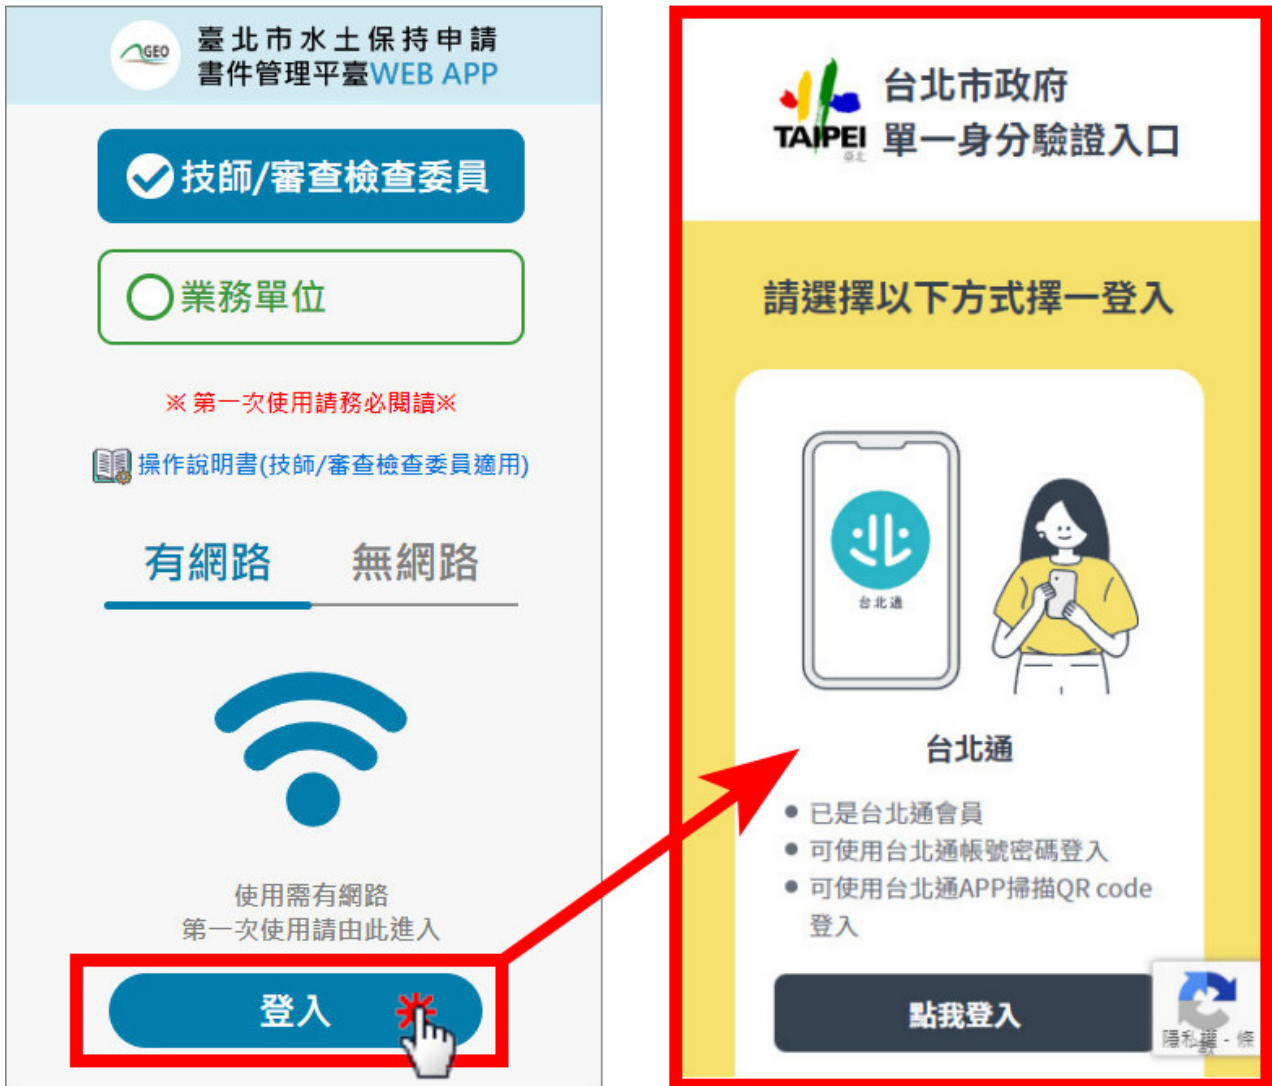 GEO
臺北市水土保持申請
書件管理平臺WEB APP
技師/審查檢查委員
業務單位
※ 第一次使用請務必閱讀※
操作說明書(技師/審查檢查委員適用)
有網路
無網路
使用需有網路
第一次使用請由此進入
登入
TAIPEI
臺北
台北市政府
單一身分驗證入口
請選擇以下方式擇一登入
台北通
台北通
已是台北通會員
可使用台北通帳號密碼登入
可使用台北通APP掃描QR code
登入
點我登入
隱私權 - 條
款